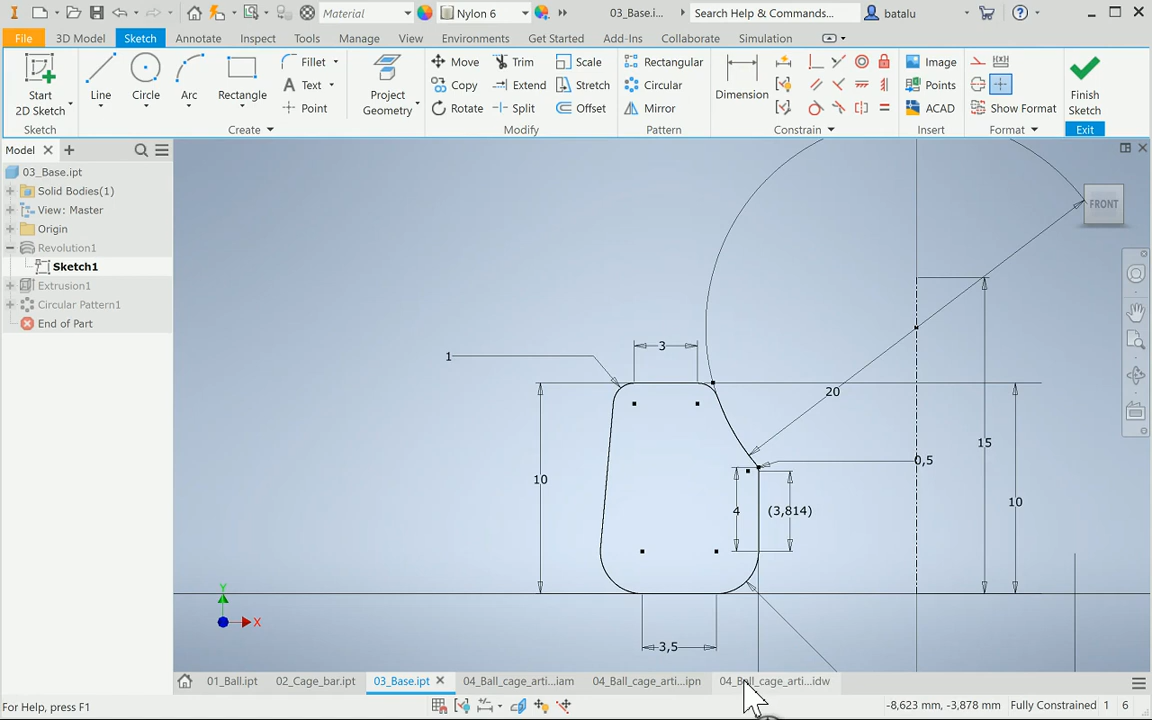 Material
Nylon 6
03_Base.i...
Search Help & Commands...
batalu
File
3D Model
Sketch
Annotate
Inspect
Tools
Manage
View
Environments
Get Started
Add-Ins
Collaborate
Simulation
Start
2D Sketch
Line
Circle
Arc
Rectangle
Fillet
Text
Point
Project
Geometry
Move
Copy
Rotate
Trim
Extend
Split
Scale
Stretch
Offset
Rectangular
Circular
Mirror
Dimension
Image
Points
ACAD
Show Format
Finish
Sketch
Sketch
Create
Modify
Pattern
Constrain
Insert
Format
Exit
Model
03_Base.ipt
Solid Bodies(1)
View: Master
Origin
Revolution1
Sketch1
Extrusion1
Circular Pattern1
End of Part
FRONT
1
3
20
10
15
0,5
4
(3,814)
10
3,5
Y
X
01_Ball.ipt
02_Cage_bar.ipt
03_Base.ipt
04_Ball_cage_arti...iam
04_Ball_cage_arti...ipn
04_Ball_cage_arti...idw
For Help, press F1
-8,623 mm, -3,878 mm
Fully Constrained
1
6